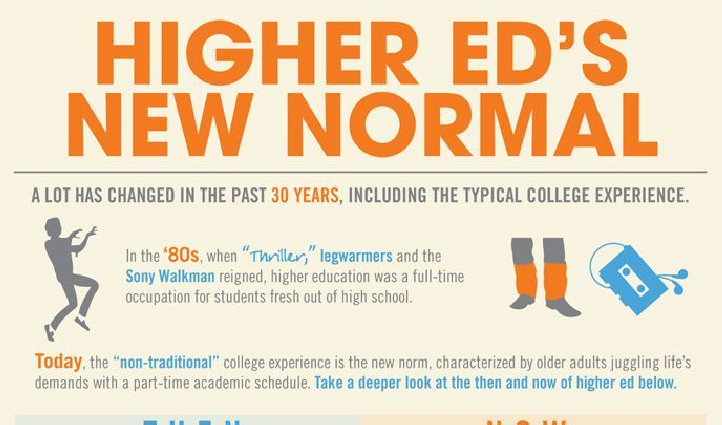 HIGHER ED'S
NEW NORMAL
A LOT HAS CHANGED IN THE PAST 30 YEARS, INCLUDING THE TYPICAL COLLEGE EXPERIENCE.
In the '80s, when "Thriller," legwarmers and the
Sony Walkman reigned, higher education was a full-time
occupation for students fresh out of high school.
Today, the "non-traditional" college experience is the new norm, characterized by older adults juggling life's
demands with a part-time academic schedule. Take a deeper look at the then and now of higher ed below.
THEN NOW